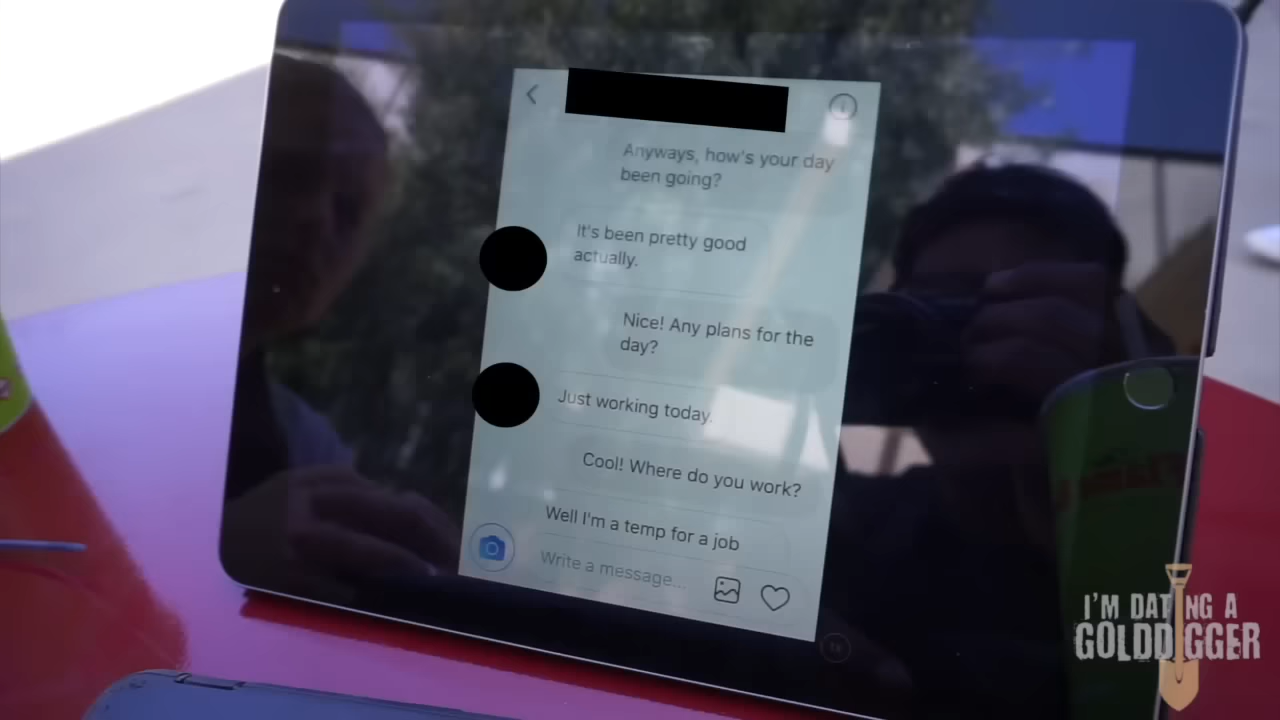 Anyways, how's your day
been going?
It's been pretty good
actually.
Nice! Any plans for the
day?
Just working today.
Cool! Where do you work?
Well I'm a temp for a job
Write a message...
I'M DATING A
GOLDDIGGER
1x